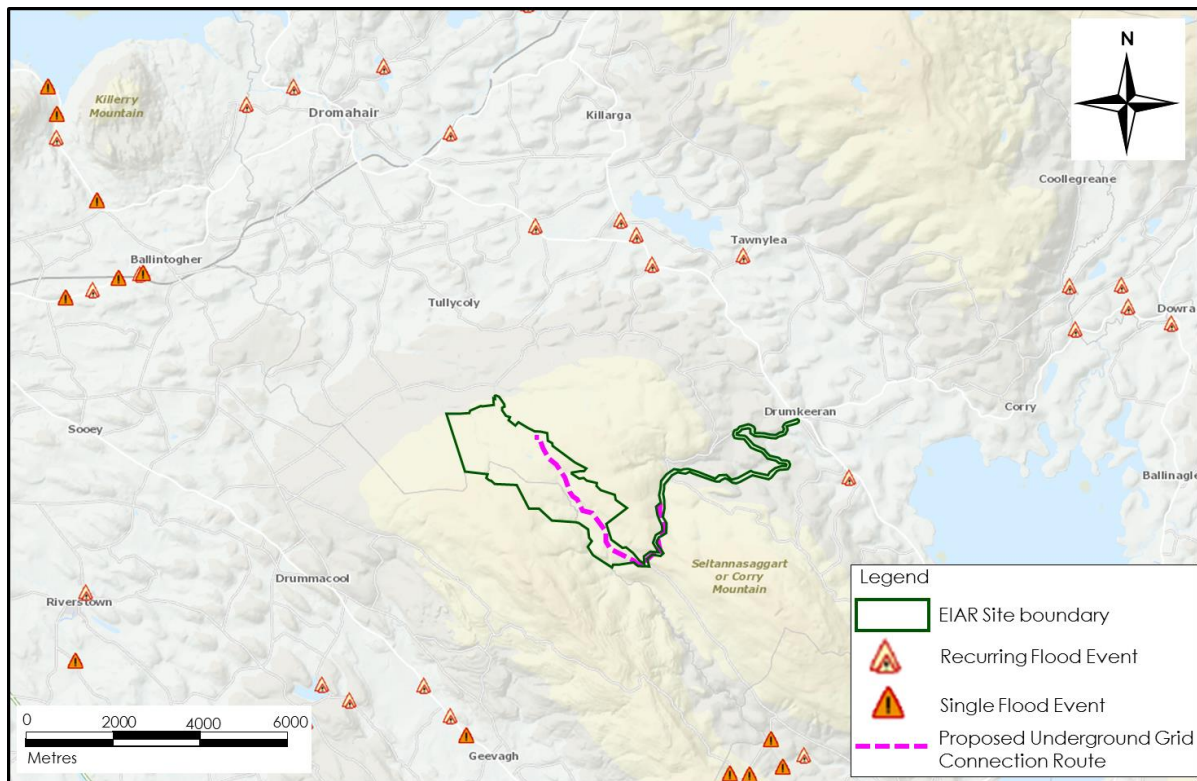 N
Killerry
Mountain
Dromahair
Killarga
Coollegreane
Tawnylea
Ballintogher
Tullycoly
Dowra
Drumkeeran
Corry
Sooey
Ballinagle
Seltannasaggart
or Corry
Mountain
Drummacool
Riverstown
Geevagh
Legend
EIAR Site boundary
Recurring Flood Event
Single Flood Event
Proposed Underground Grid
Connection Route
0 2000 4000 6000
Metres